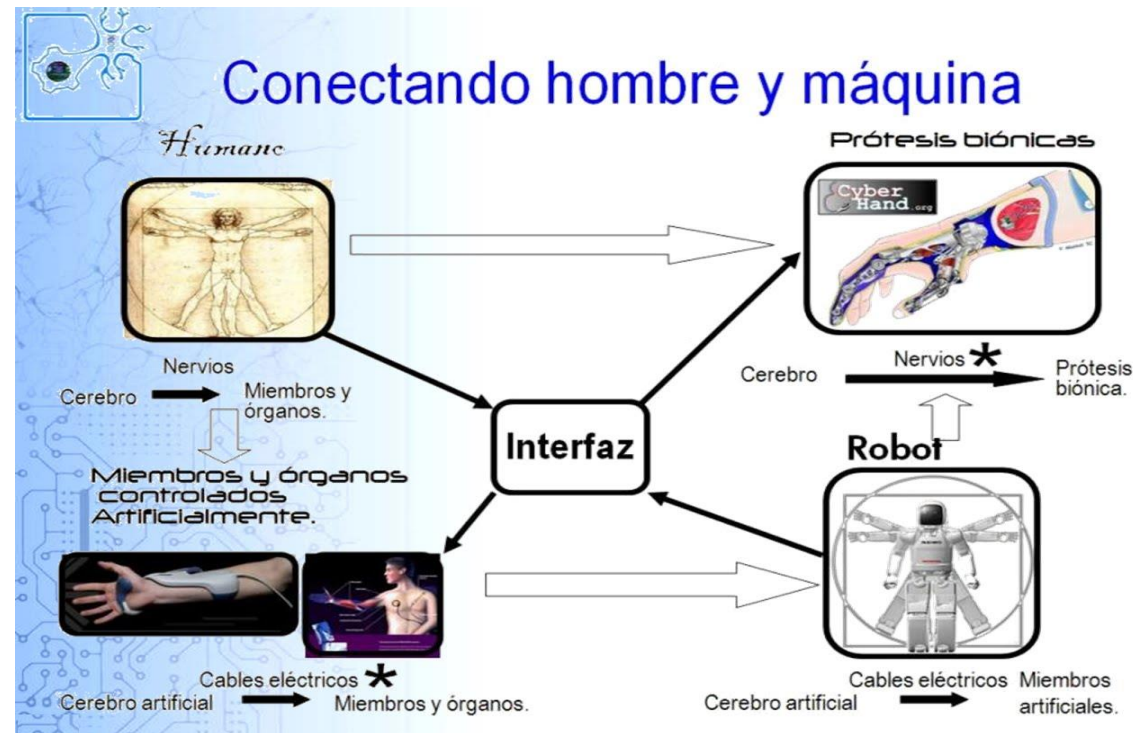 Conectando hombre y máquina
Humano
Prótesis biónicas
Cyber
Hand.org
Nervios
Cerebro
Miembros y
órganos.
Nervios *
Cerebro
Prótesis
biónica.
Interfaz
Miembros y órganos
controlados
Artificialmente.
Robot
Cables eléctricos *
Cerebro artificial
Miembros y órganos.
Cables eléctricos
Cerebro artificial
Miembros
artificiales.